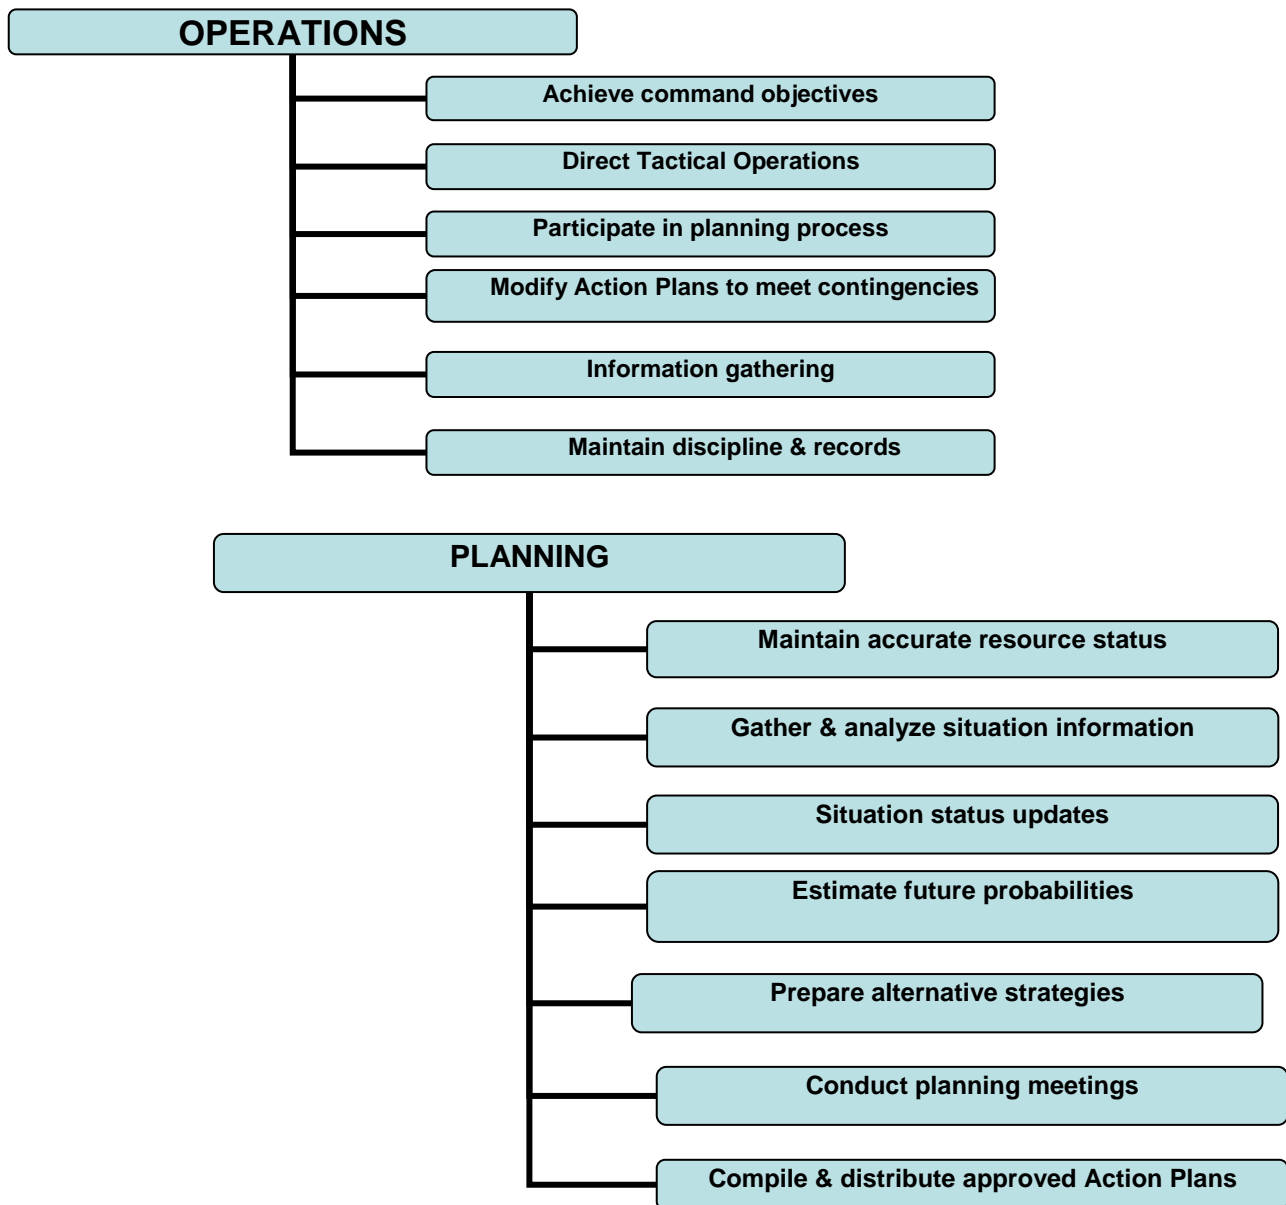 OPERATIONS
Achieve command objectives
Direct Tactical Operations
Participate in planning process
Modify Action Plans to meet contingencies
Information gathering
Maintain discipline & records
PLANNING
Maintain accurate resource status
Gather & analyze situation information
Situation status updates
Estimate future probabilities
Prepare alternative strategies
Conduct planning meetings
Compile & distribute approved Action Plans